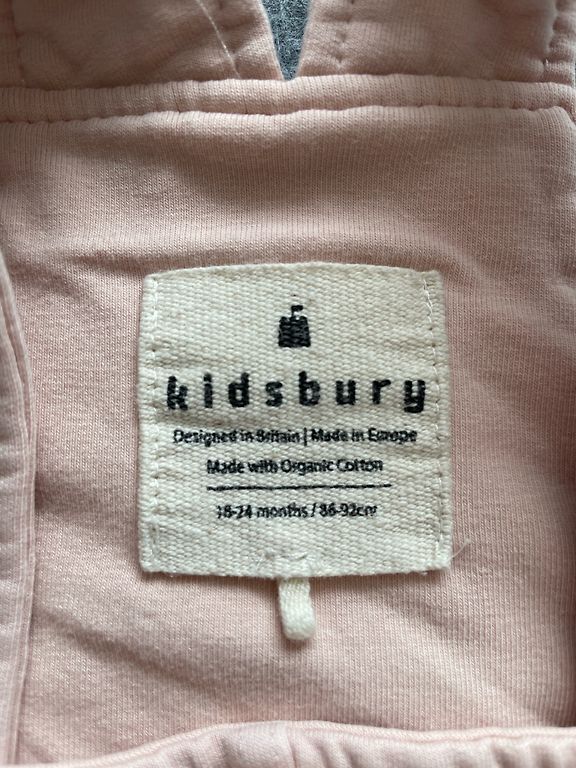 kidsbury
Designed in Britain | Made in Europe
Made with Organic Cotton
18-24 months / 86-92cm